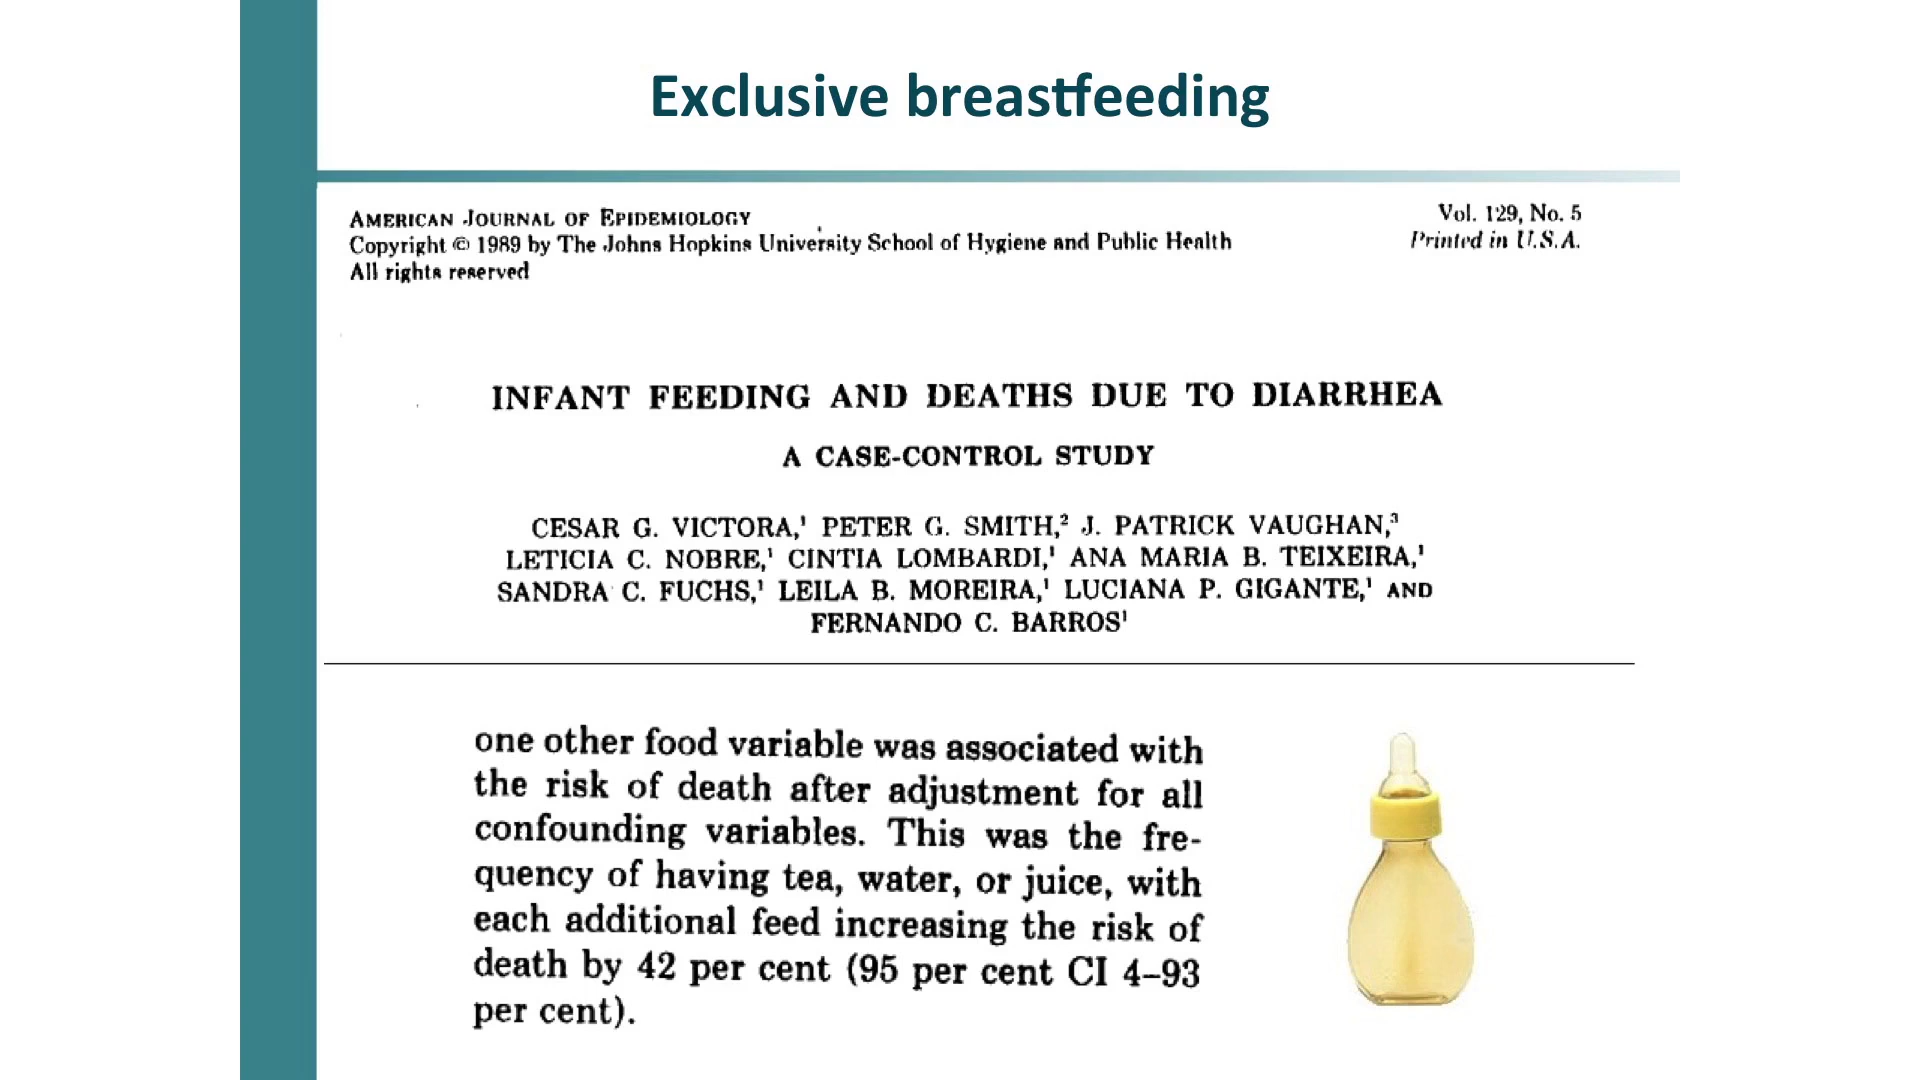 Exclusive breastfeeding
AMERICAN JOURNAL OF EPIDEMIOLOGY
Copyright © 1989 by The Johns Hopkins University School of Hygiene and Public Health
All rights reserved
Vol. 129, No. 5
Printed in U.S.A.
INFANT FEEDING AND DEATHS DUE TO DIARRHEA
A CASE-CONTROL STUDY
CESAR G. VICTORA,¹ PETER G. SMITH,² J. PATRICK VAUGHAN,³
LETICIA C. NOBRE,¹ CINTIA LOMBARDI,¹ ANA MARIA B. TEIXEIRA,¹
SANDRA C. FUCHS,¹ LEILA B. MOREIRA,¹ LUCIANA P. GIGANTE,¹ AND
FERNANDO C. BARROS¹
one other food variable was associated with
the risk of death after adjustment for all
confounding variables. This was the fre-
quency of having tea, water, or juice, with
each additional feed increasing the risk of
death by 42 per cent (95 per cent CI 4–93
per cent).